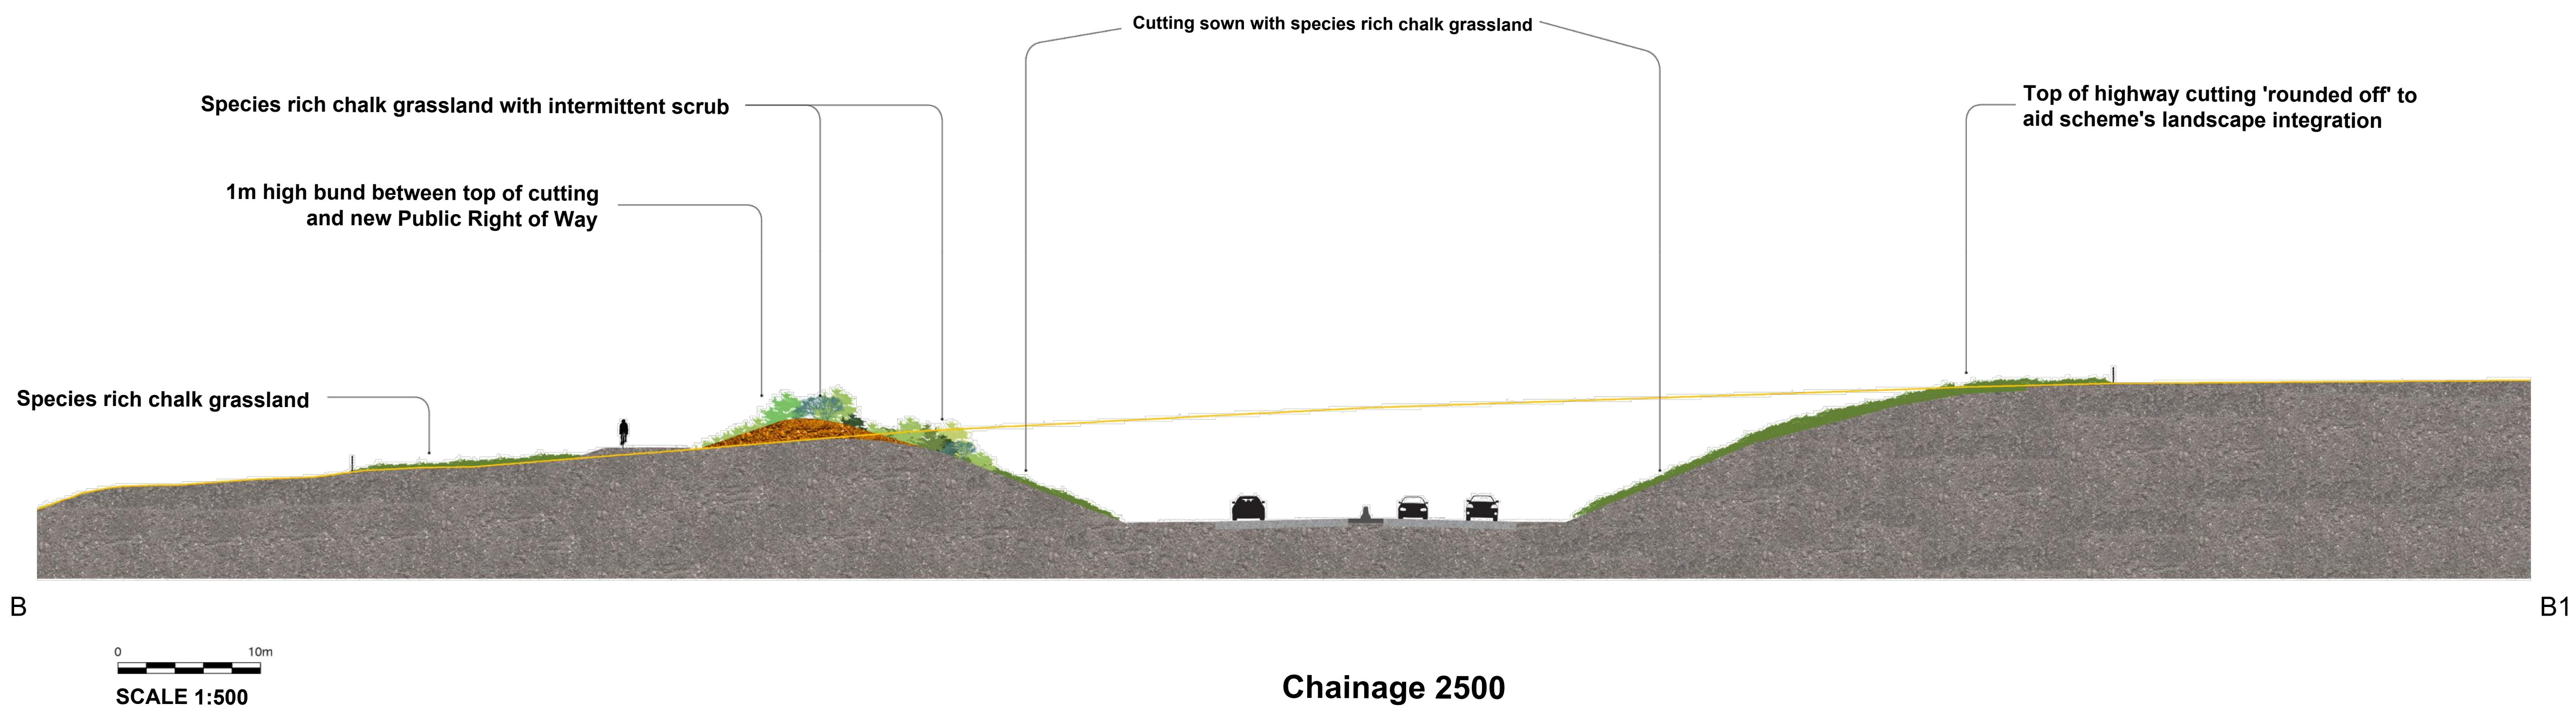 Cutting sown with species rich chalk grassland
Species rich chalk grassland with intermittent scrub
Top of highway cutting 'rounded off' to
aid scheme's landscape integration
1m high bund between top of cutting
and new Public Right of Way
Species rich chalk grassland
B
B1
0 10m
SCALE 1:500
Chainage 2500